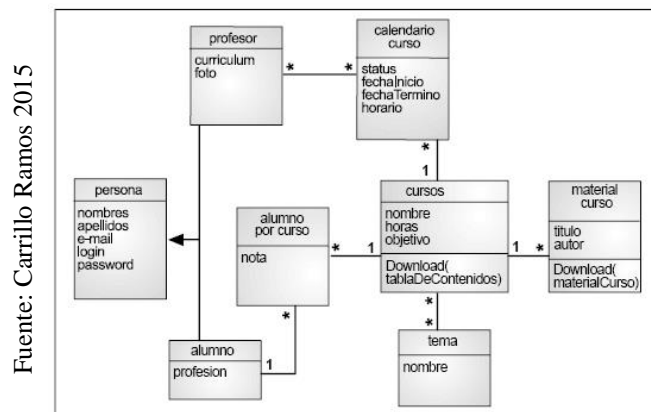 Fuente: Carrillo Ramos 2015
profesor
curriculum
foto
*
*
calendario
curso
status
fechaInicio
fechaTermino
horario
*
1
persona
nombres
apellidos
e-mail
login
password
alumno
por curso
nota
*
1
*
cursos
nombre
horas
objetivo
Download(
tablaDeContenidos)
1
*
material
curso
titulo
autor
Download(
materialCurso)
*
*
alumno
profesion
1
tema
nombre